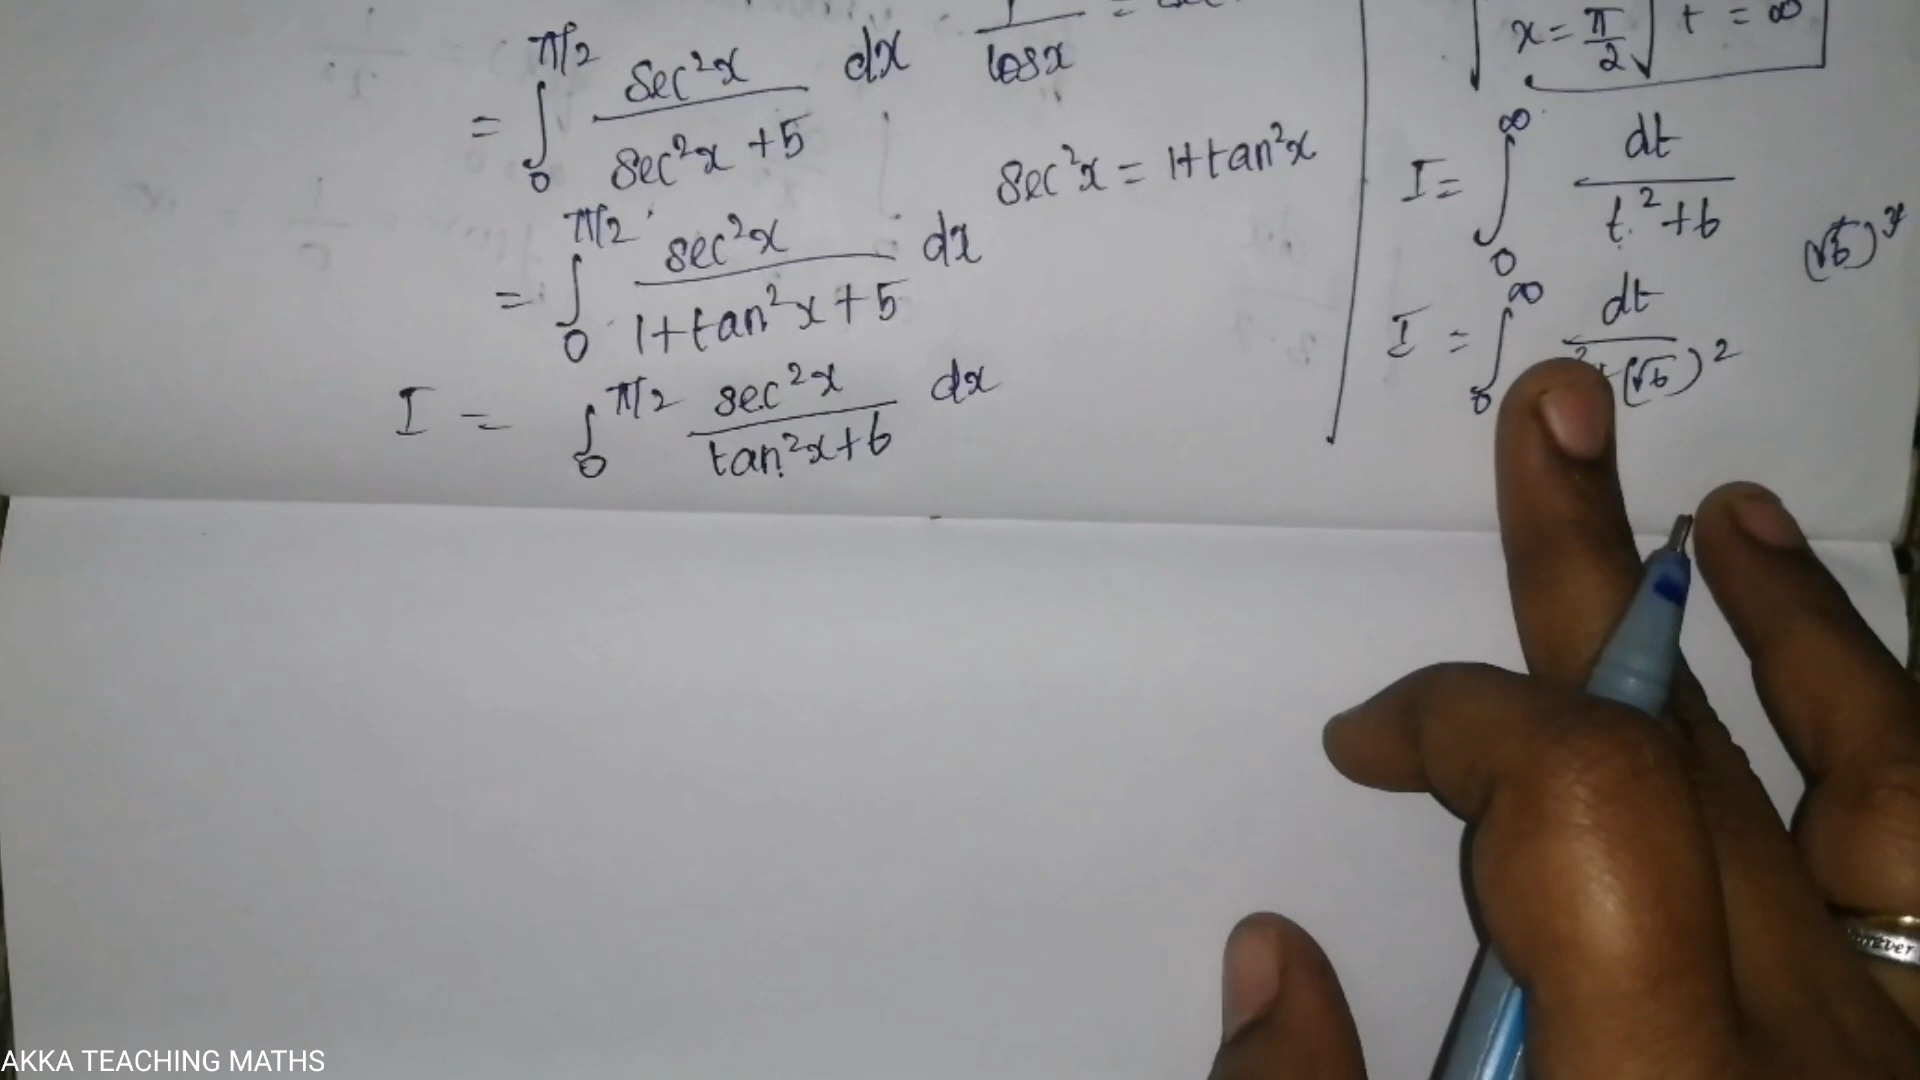 = ∫₀^π/2 sec²x / sec²x + 5 dx
1 / cosx =
sec²x = 1 + tan²x
= ∫₀^π/2 sec²x / 1 + tan²x + 5 dx
I = ∫₀^π/2 sec²x / tan²x + 6 dx
x = π/2 | t = ∞
I = ∫₀^∞ dt / t² + 6
(√6)²
I = ∫₀^∞ dt / ² + (√6)²
AKKA TEACHING MATHS